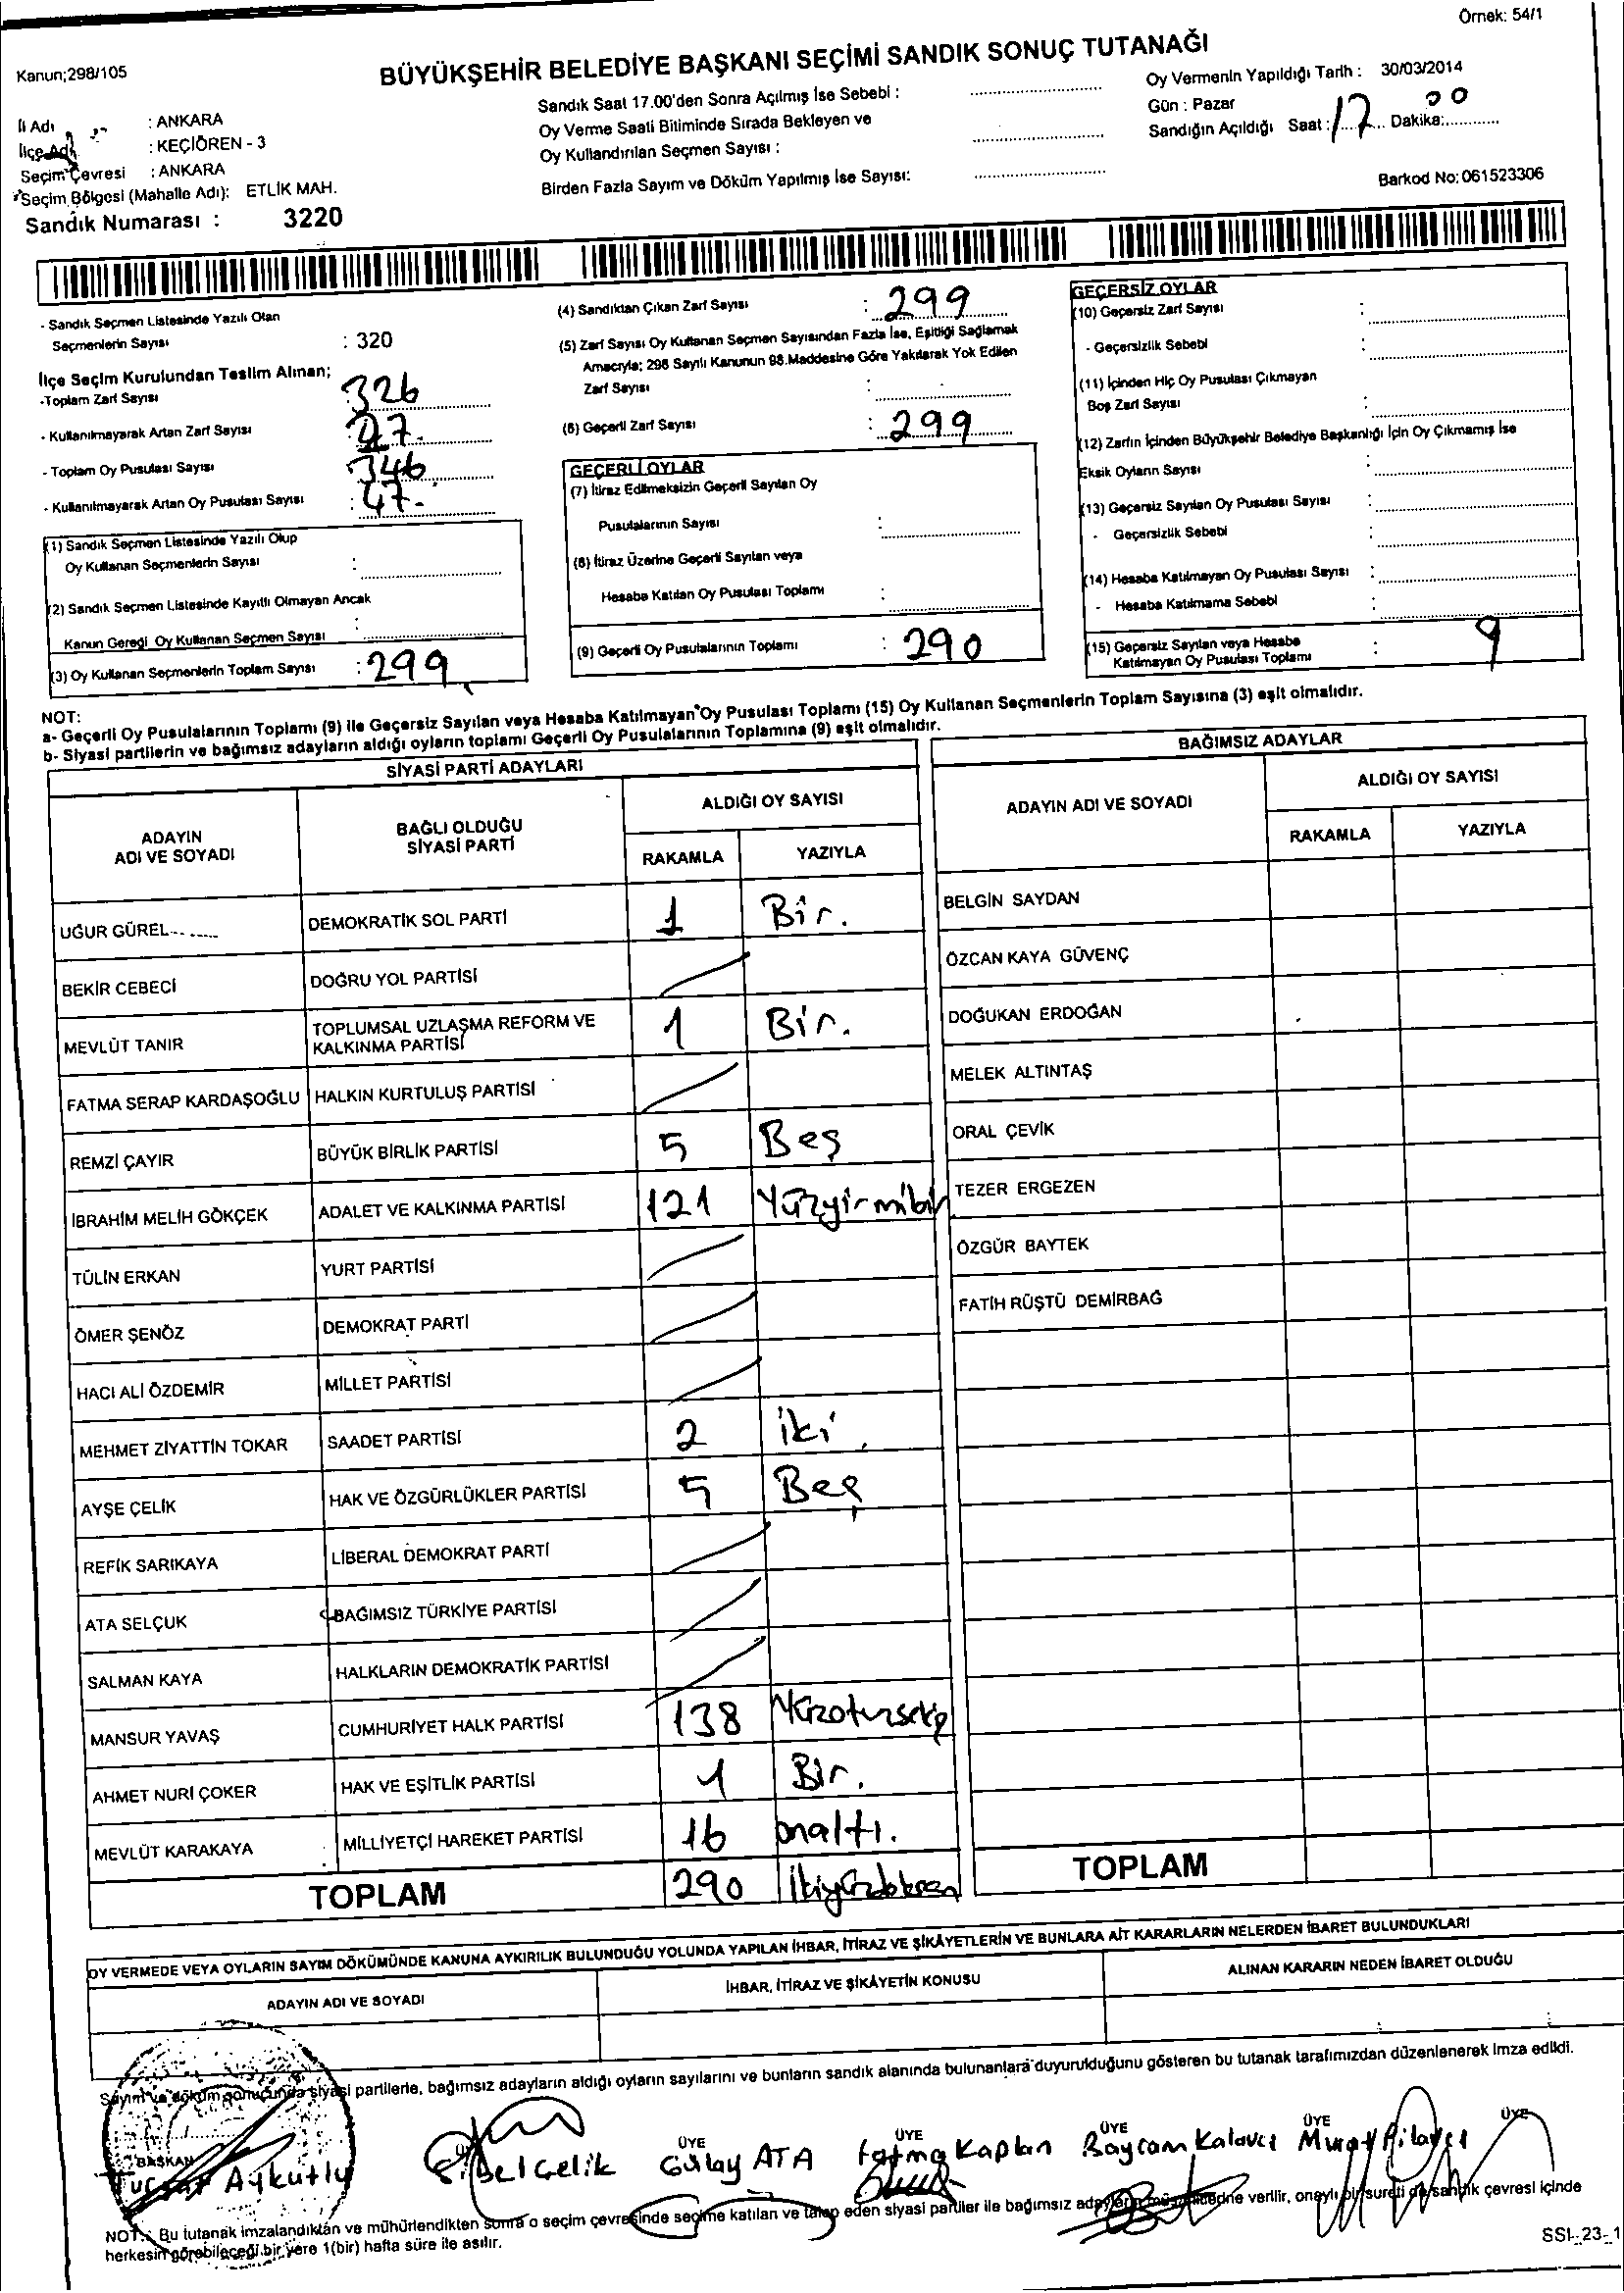 Örnek: 54/1
Kanun;298/105
BÜYÜKŞEHİR BELEDİYE BAŞKANI SEÇİMİ SANDIK SONUÇ TUTANAĞI
İl Adı : ANKARA
İlçe Adı : KEÇİÖREN - 3
Seçim Çevresi : ANKARA
Seçim Bölgesi (Mahalle Adı): ETLİK MAH.
Sandık Numarası : 3220
Sandık Saat 17.00'den Sonra Açılmış İse Sebebi :
Oy Verme Saati Bitiminde Sırada Bekleyen ve
Oy Kullandırılan Seçmen Sayısı :
Birden Fazla Sayım ve Döküm Yapılmış İse Sayısı:
Oy Vermenin Yapıldığı Tarih : 30/03/2014
Gün : Pazar
Sandığın Açıldığı Saat : 17 Dakika: 00
Barkod No: 061523306
- Sandık Seçmen Listesinde Yazılı Olan
Seçmenlerin Sayısı : 320
İlçe Seçim Kurulundan Teslim Alınan;
-Toplam Zarf Sayısı 326
- Kullanılmayarak Artan Zarf Sayısı 27.
- Toplam Oy Pusulası Sayısı 346
- Kullanılmayarak Artan Oy Pusulası Sayısı : 47.
(1) Sandık Seçmen Listesinde Yazılı Olup
Oy Kullanan Seçmenlerin Sayısı :
(2) Sandık Seçmen Listesinde Kayıtlı Olmayan Ancak
Kanun Gereği Oy Kullanan Seçmen Sayısı :
(3) Oy Kullanan Seçmenlerin Toplam Sayısı : 299
(4) Sandıktan Çıkan Zarf Sayısı : 299
(5) Zarf Sayısı Oy Kullanan Seçmen Sayısından Fazla İse, Eşitliği Sağlamak
Amacıyla; 298 Sayılı Kanunun 98.Maddesine Göre Yakılarak Yok Edilen
Zarf Sayısı :
(6) Geçerli Zarf Sayısı : 299
GEÇERLİ OYLAR
(7) İtiraz Edilmeksizin Geçerli Sayılan Oy
Pusulalarının Sayısı :
(8) İtiraz Üzerine Geçerli Sayılan veya
Hesaba Katılan Oy Pusulası Toplamı :
(9) Geçerli Oy Pusulalarının Toplamı : 290
GEÇERSİZ OYLAR
(10) Geçersiz Zarf Sayısı :
- Geçersizlik Sebebi :
(11) İçinden Hiç Oy Pusulası Çıkmayan
Boş Zarf Sayısı :
(12) Zarfın İçinden Büyükşehir Belediye Başkanlığı İçin Oy Çıkmamış İse
Eksik Oyların Sayısı :
(13) Geçersiz Sayılan Oy Pusulası Sayısı :
- Geçersizlik Sebebi :
(14) Hesaba Katılmayan Oy Pusulası Sayısı :
- Hesaba Katılmama Sebebi :
(15) Geçersiz Sayılan veya Hesaba
Katılmayan Oy Pusulası Toplamı : 9
NOT:
a- Geçerli Oy Pusulalarının Toplamı (9) ile Geçersiz Sayılan veya Hesaba Katılmayan Oy Pusulası Toplamı (15) Oy Kullanan Seçmenlerin Toplam Sayısına (3) eşit olmalıdır.
b- Siyasi partilerin ve bağımsız adayların aldığı oyların toplamı Geçerli Oy Pusulalarının Toplamına (9) eşit olmalıdır.
SİYASİ PARTİ ADAYLARI
ADAYIN ADI VE SOYADI BAĞLI OLDUĞU SİYASİ PARTİ ALDIĞI OY SAYISI
RAKAMLA YAZIYLA
UĞUR GÜREL DEMOKRATİK SOL PARTİ 1 Bir.
BEKİR CEBECİ DOĞRU YOL PARTİSİ
MEVLÜT TANIR TOPLUMSAL UZLAŞMA REFORM VE KALKINMA PARTİSİ 1 Bir.
FATMA SERAP KARDAŞOĞLU HALKIN KURTULUŞ PARTİSİ
REMZİ ÇAYIR BÜYÜK BİRLİK PARTİSİ 5 Beş
İBRAHİM MELİH GÖKÇEK ADALET VE KALKINMA PARTİSİ 121 Yüzyirmibir
TÜLİN ERKAN YURT PARTİSİ
ÖMER ŞENÖZ DEMOKRAT PARTİ
HACI ALİ ÖZDEMİR MİLLET PARTİSİ
MEHMET ZİYATTİN TOKAR SAADET PARTİSİ 2 iki
AYŞE ÇELİK HAK VE ÖZGÜRLÜKLER PARTİSİ 5 Beş
REFİK SARIKAYA LİBERAL DEMOKRAT PARTİ
ATA SELÇUK BAĞIMSIZ TÜRKİYE PARTİSİ
SALMAN KAYA HALKLARIN DEMOKRATİK PARTİSİ
MANSUR YAVAŞ CUMHURİYET HALK PARTİSİ 138
AHMET NURİ ÇOKER HAK VE EŞİTLİK PARTİSİ 1 Bir.
MEVLÜT KARAKAYA MİLLİYETÇİ HAREKET PARTİSİ 16 onaltı.
TOPLAM 290
BAĞIMSIZ ADAYLAR
ADAYIN ADI VE SOYADI ALDIĞI OY SAYISI
RAKAMLA YAZIYLA
BELGİN SAYDAN
ÖZCAN KAYA GÜVENÇ
DOĞUKAN ERDOĞAN
MELEK ALTINTAŞ
ORAL ÇEVİK
TEZER ERGEZEN
ÖZGÜR BAYTEK
FATİH RÜŞTÜ DEMİRBAĞ
TOPLAM
OY VERMEDE VEYA OYLARIN SAYIM DÖKÜMÜNDE KANUNA AYKIRILIK BULUNDUĞU YOLUNDA YAPILAN İHBAR, İTİRAZ VE ŞİKÂYETLERİN VE BUNLARA AİT KARARLARIN NELERDEN İBARET BULUNDUKLARI
ADAYIN ADI VE SOYADI İHBAR, İTİRAZ VE ŞİKÂYETİN KONUSU ALINAN KARARIN NEDEN İBARET OLDUĞU
Sayım ve döküm sonucunda siyasi partilerle, bağımsız adayların aldığı oyların sayılarını ve bunların sandık alanında bulunanlara duyurulduğunu gösteren bu tutanak tarafımızdan düzenlenerek imza edildi.
BAŞKAN ÜYE ÜYE ÜYE ÜYE ÜYE
Aykutlu Sibel Çelik Gülay ATA Fatma Kaplan Bayram Kalavcı Murat
NOT: Bu tutanak imzalandıktan ve mühürlendikten sonra o seçim çevresinde seçime katılan ve talep eden siyasi partiler ile bağımsız adayların müşahitlerine verilir, onaylı bir sureti de sandık çevresi içinde
herkesin görebileceği bir yere 1(bir) hafta süre ile asılır.
SSI-23-1